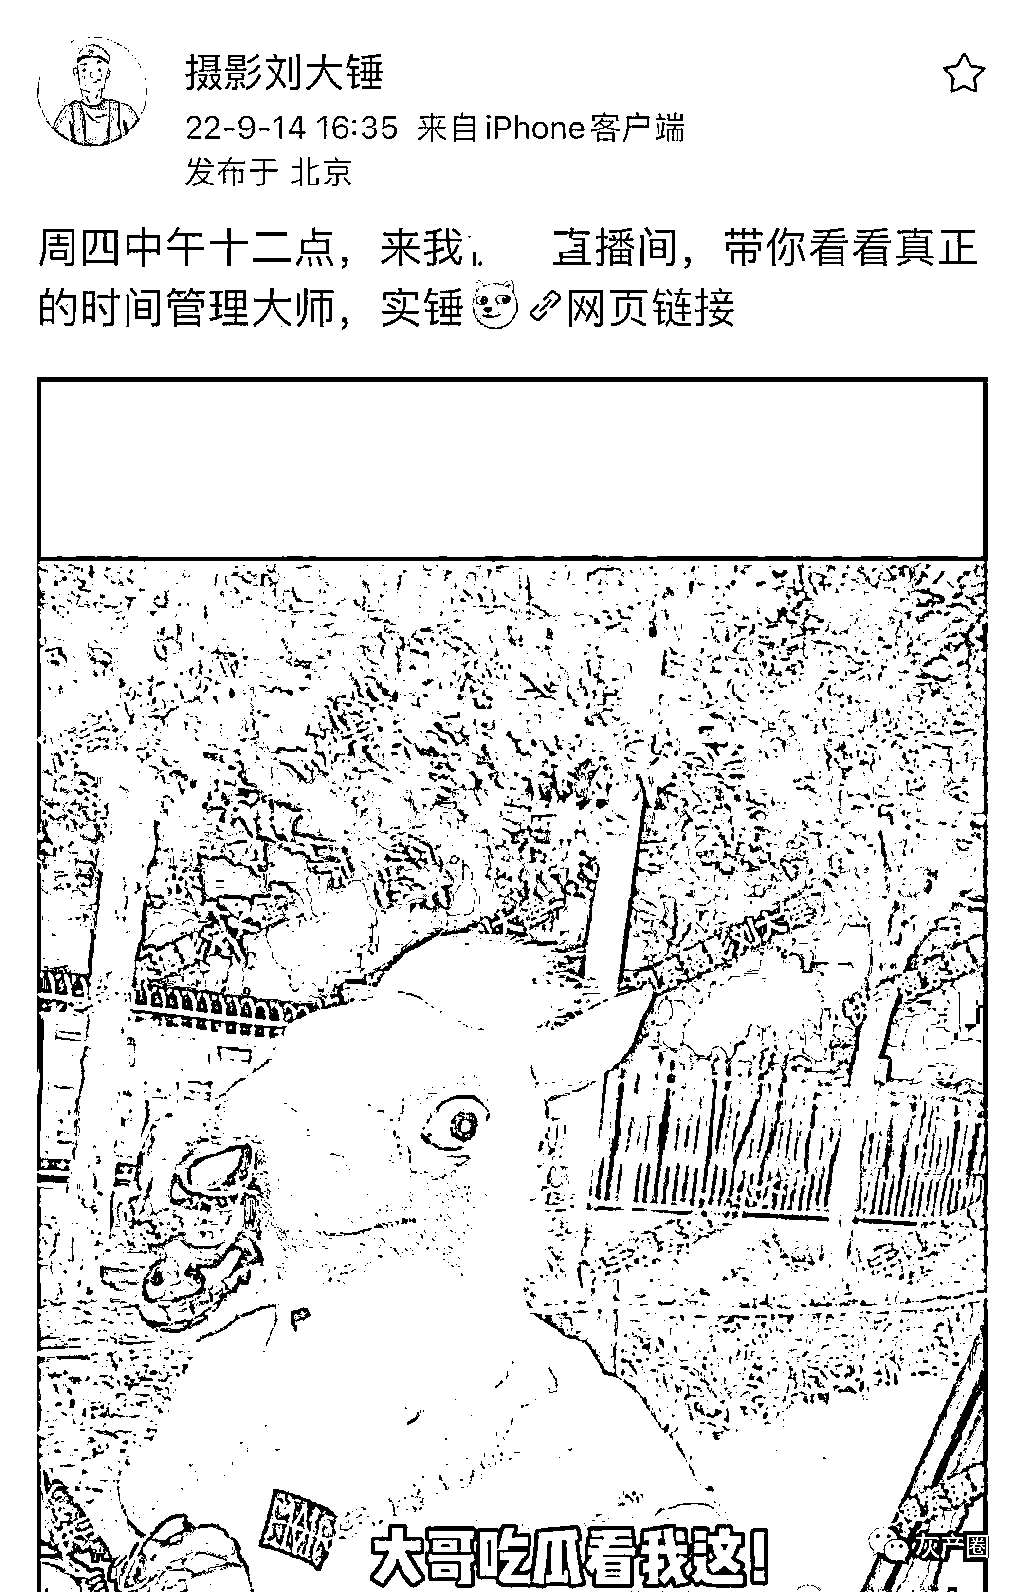 摄影刘大锤
22-9-14 16:35 来自iPhone客户端
发布于 北京
周四中午十二点，来我 直播间，带你看看真正
的时间管理大师，实锤 网页链接
大哥吃瓜看我这！
灰产圈